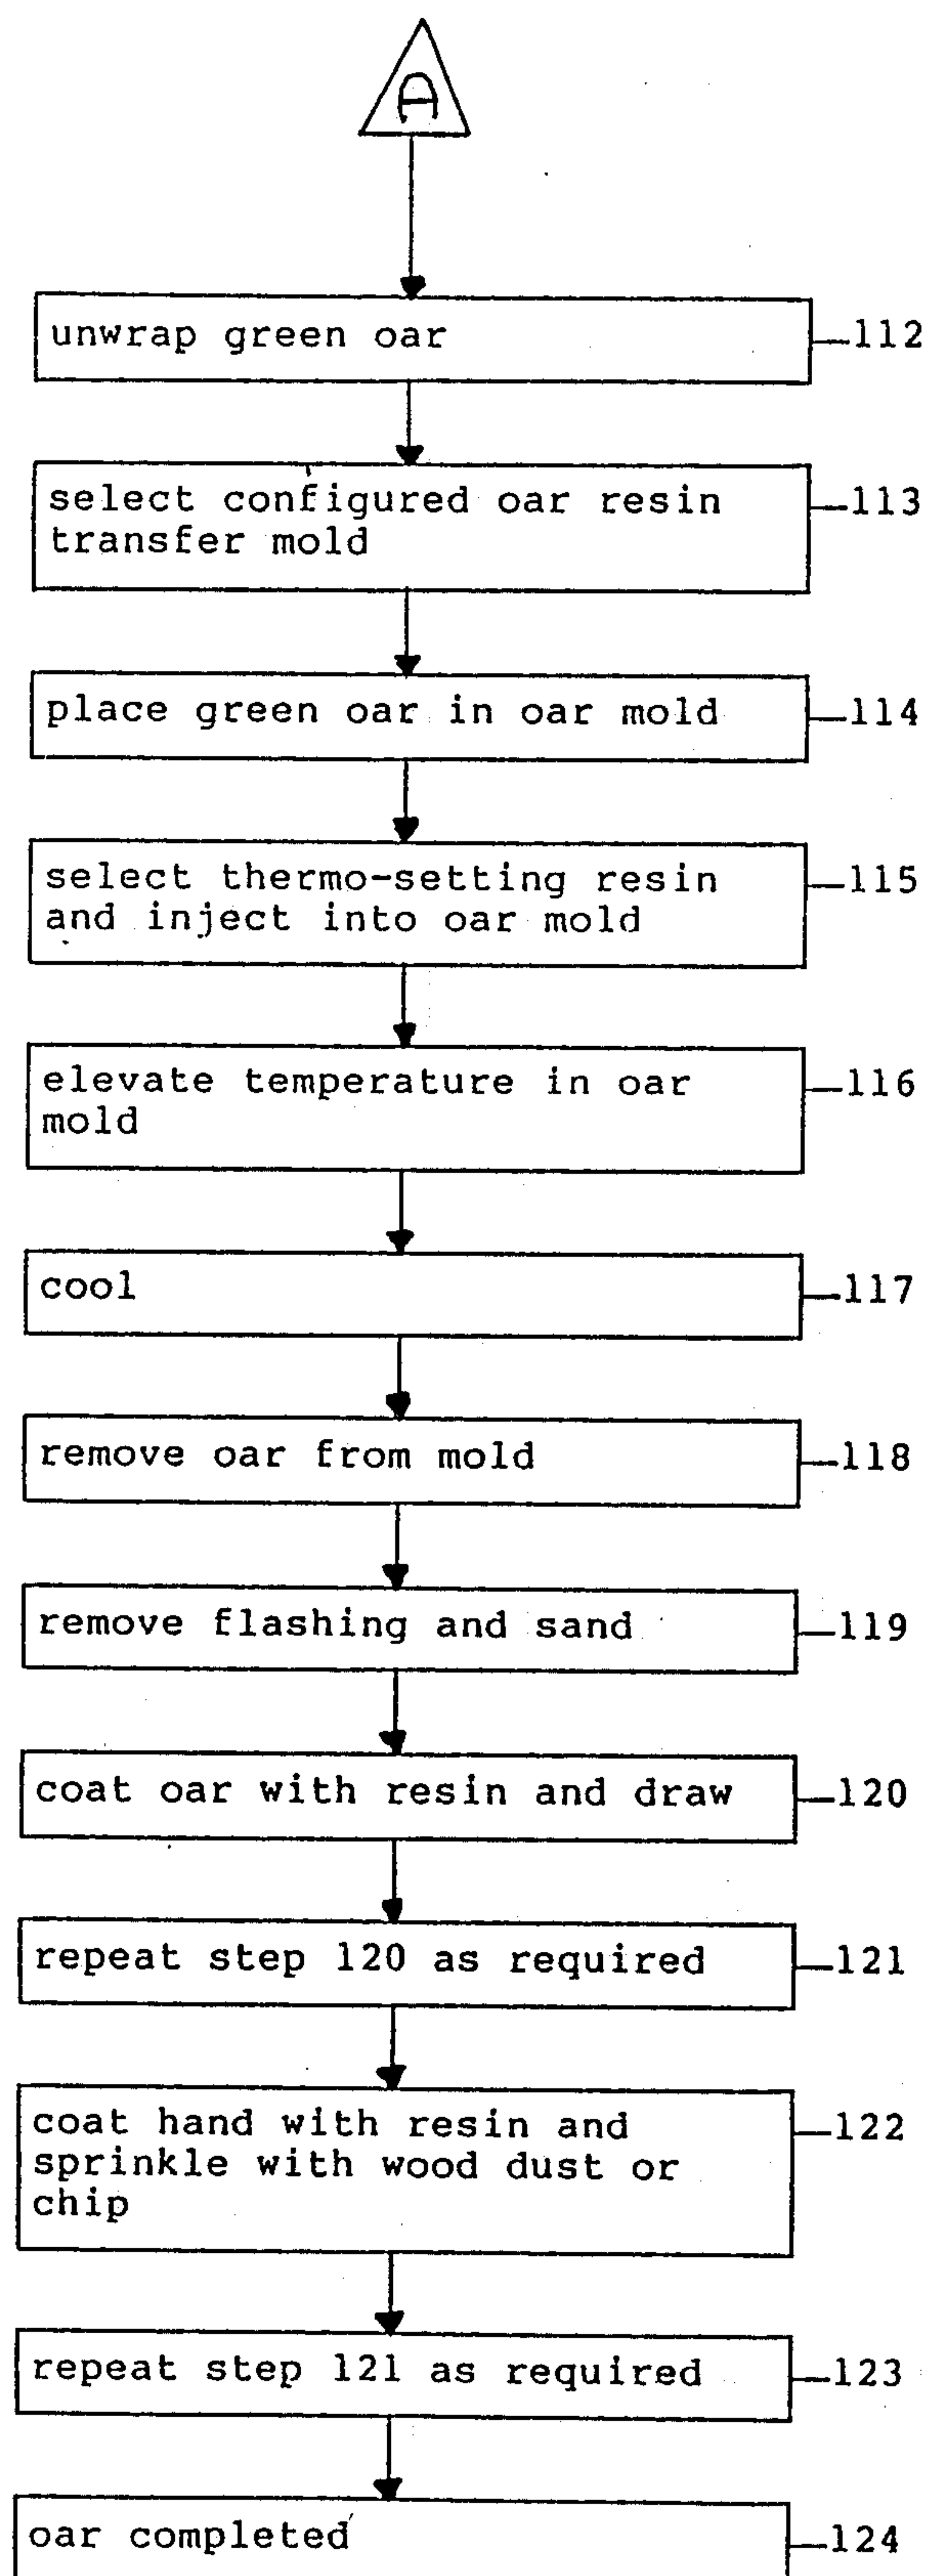 A
unwrap green oar
112
select configured oar resin
transfer mold
113
place green oar in oar mold
114
select thermo-setting resin
and inject into oar mold
115
elevate temperature in oar
mold
116
cool
117
remove oar from mold
118
remove flashing and sand
119
coat oar with resin and draw
120
repeat step 120 as required
121
coat hand with resin and
sprinkle with wood dust or
chip
122
repeat step 121 as required
123
oar completed
124